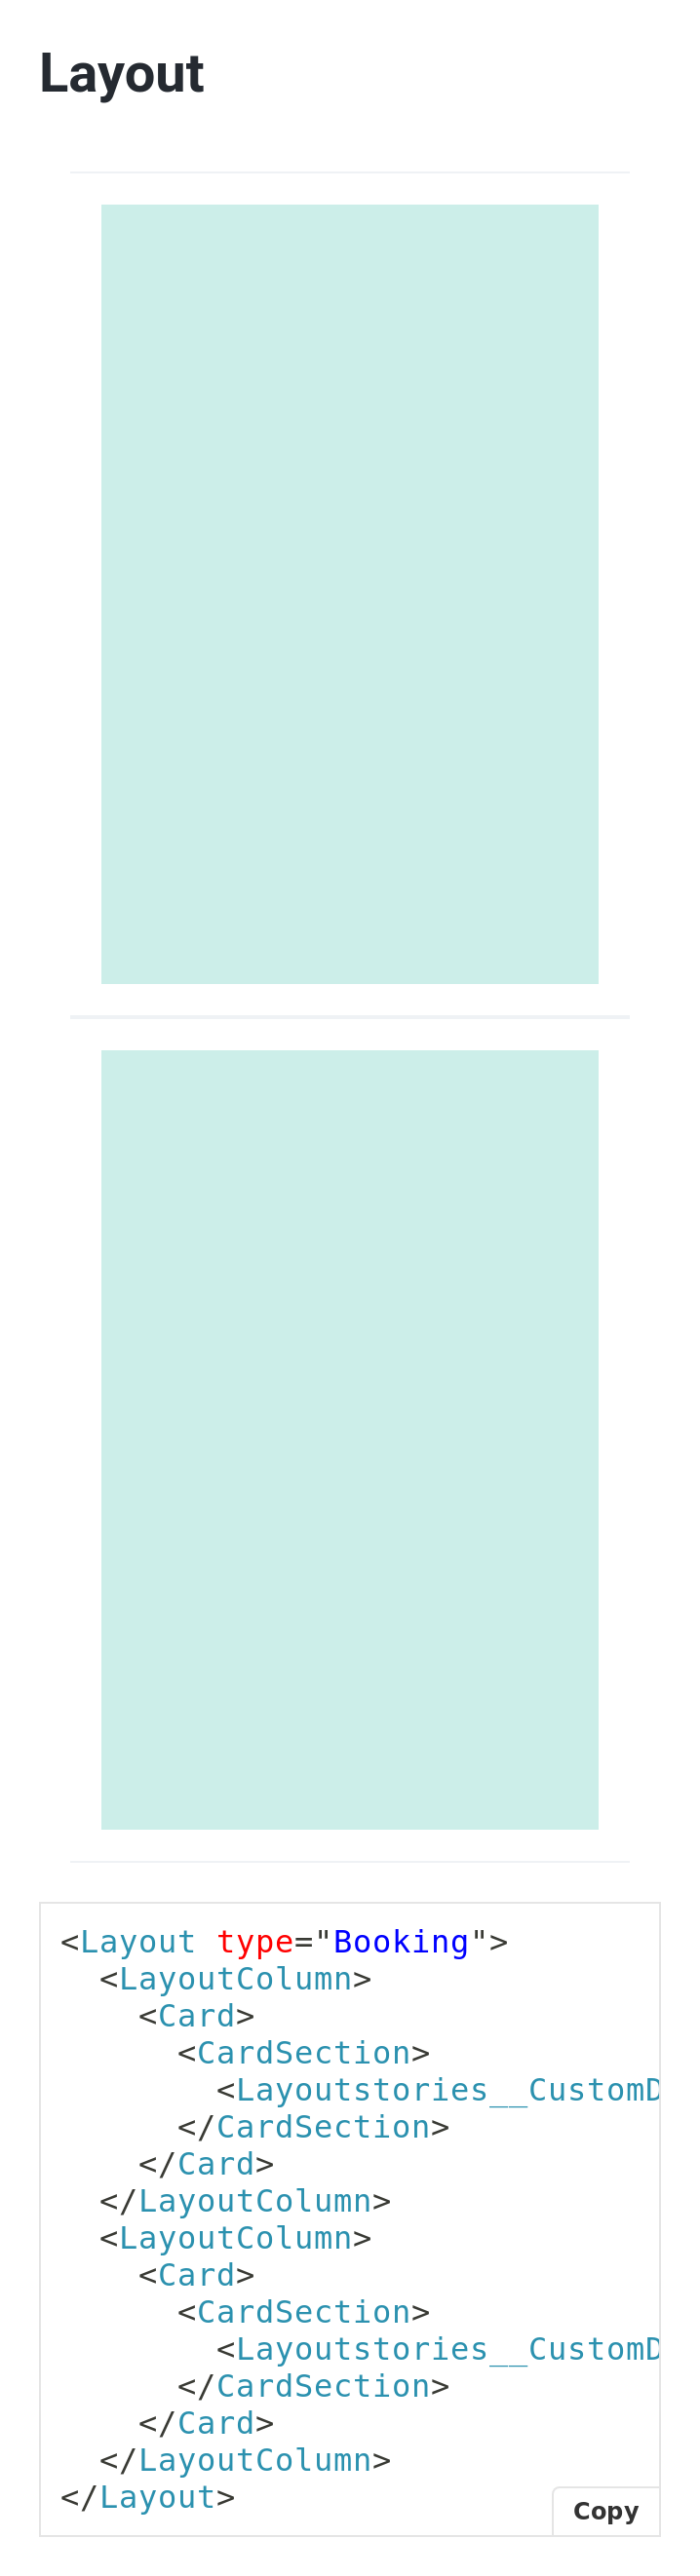 Layout
<Layout type="Booking">
<LayoutColumn>
<Card>
<CardSection>
<Layoutstories__CustomD
</CardSection>
</Card>
</LayoutColumn>
<LayoutColumn>
<Card>
<CardSection>
<Layoutstories__CustomD
</CardSection>
</Card>
</LayoutColumn>
</Layout>
Copy